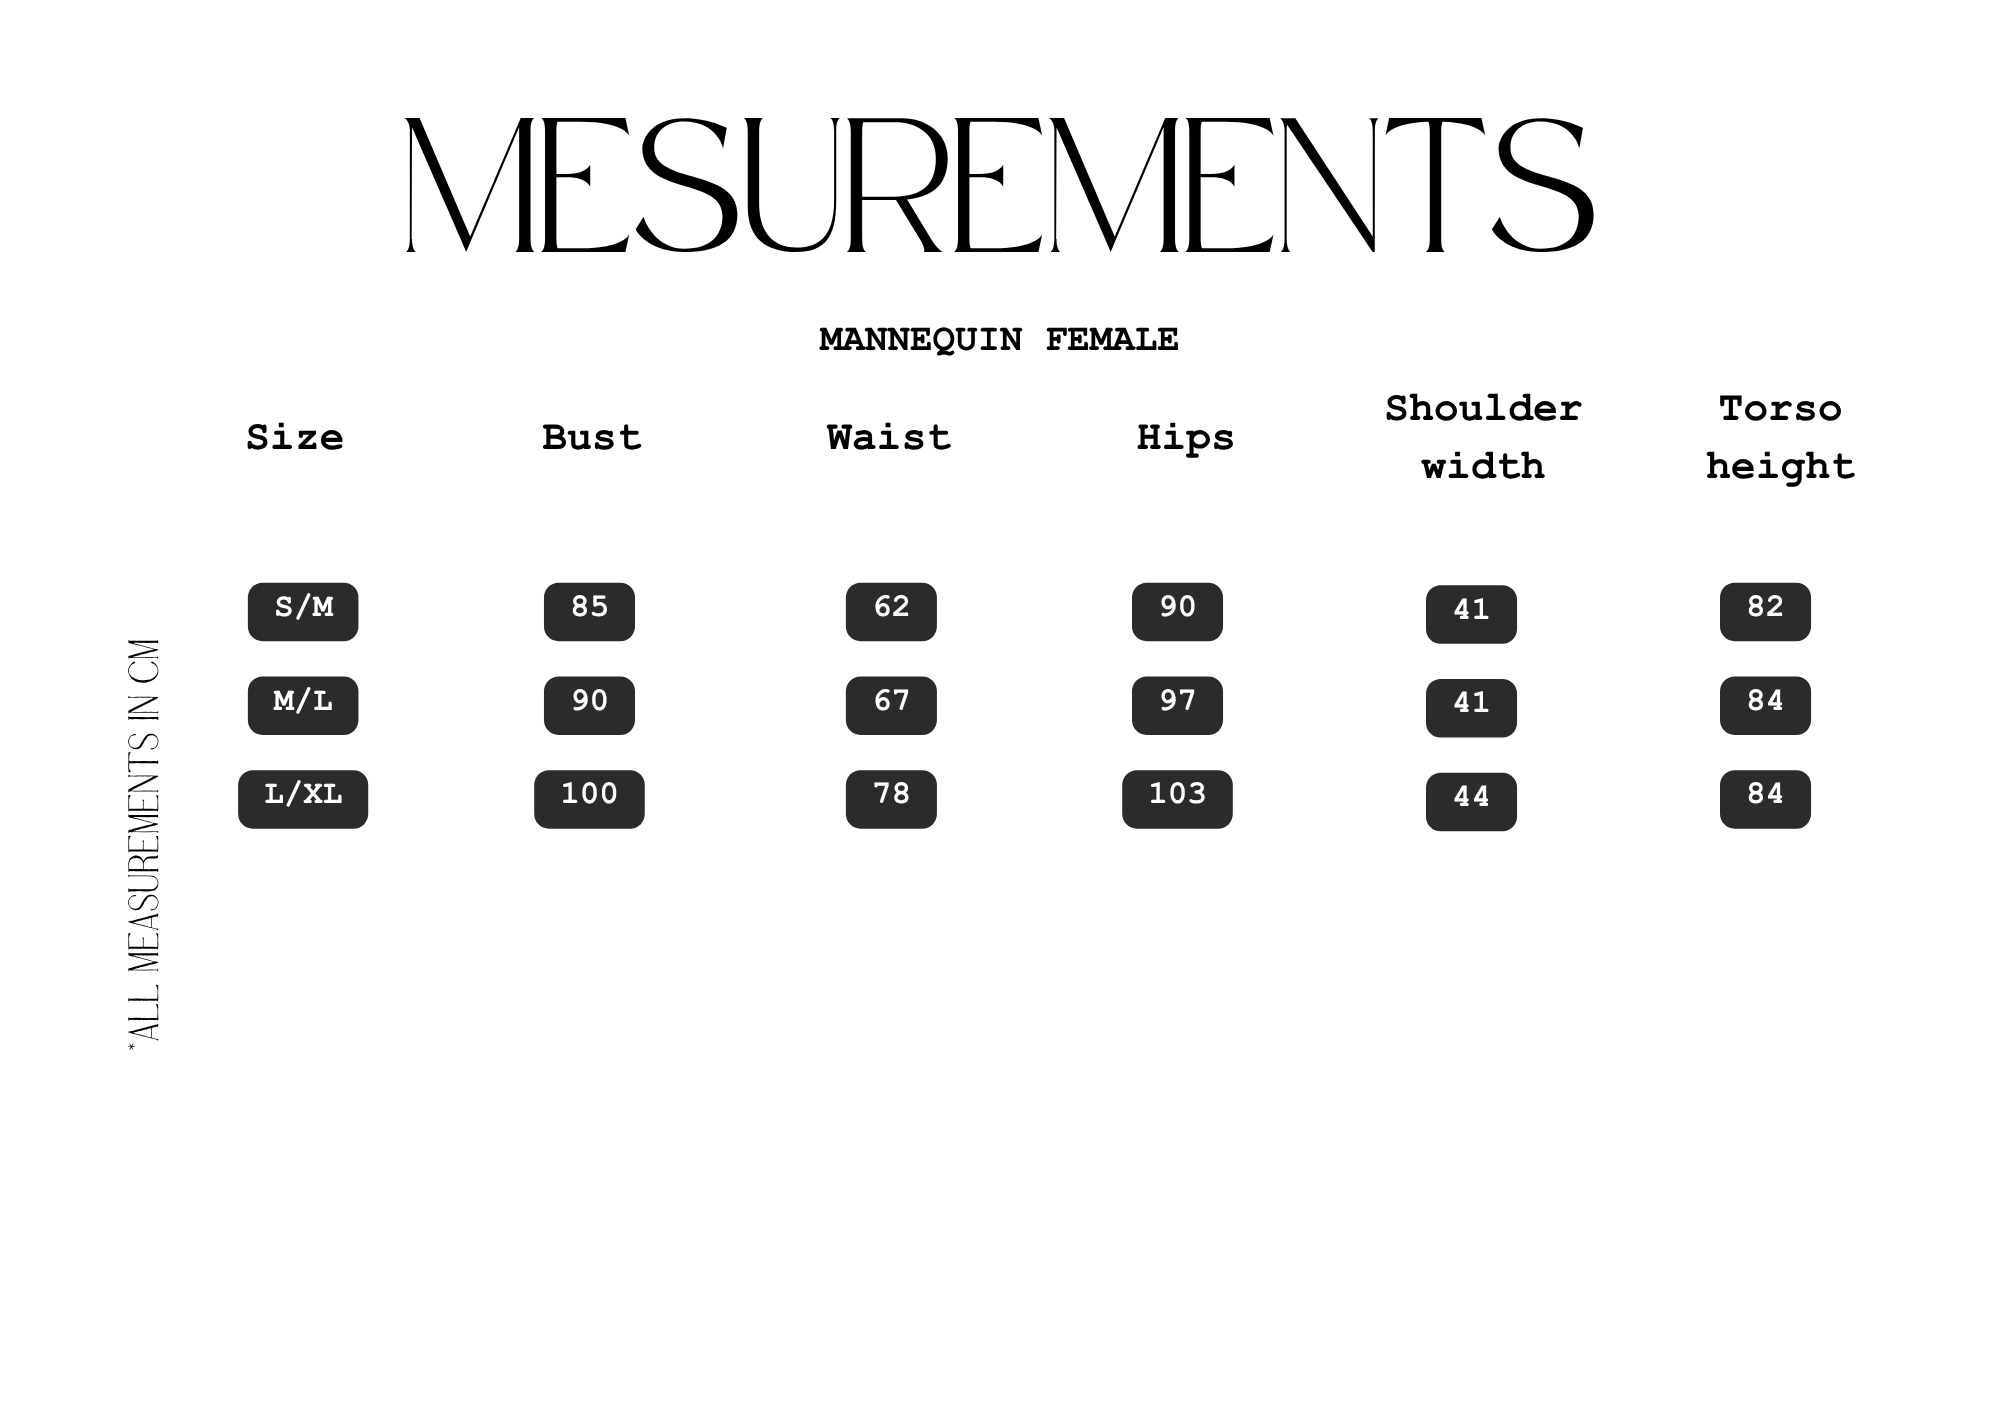 MESUREMENTS
MANNEQUIN FEMALE
Size Bust Waist Hips Shoulder width Torso height
S/M 85 62 90 41 82
M/L 90 67 97 41 84
L/XL 100 78 103 44 84
*ALL MEASUREMENTS IN CM